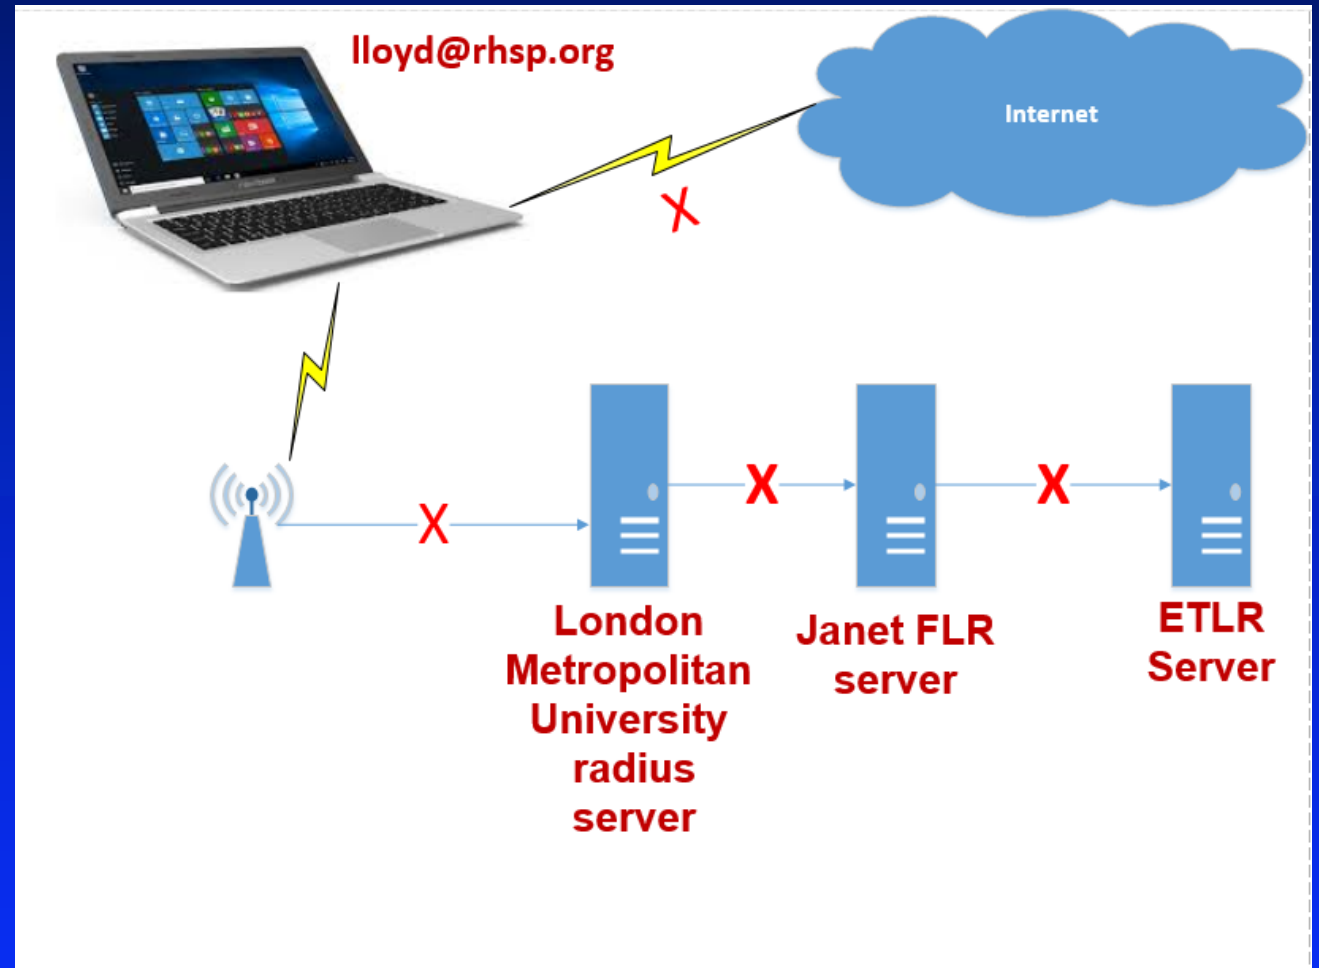 lloyd@rhsp.org
Internet
X
X
X
X
London
Metropolitan
University
radius
server
Janet FLR
server
ETLR
Server